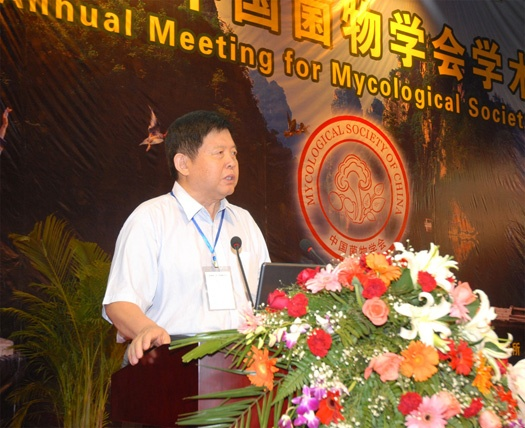 中国菌物学会学术
Annual Meeting for Mycological Societ
MYCOLOGICAL SOCIETY OF CHINA
中国菌物学会